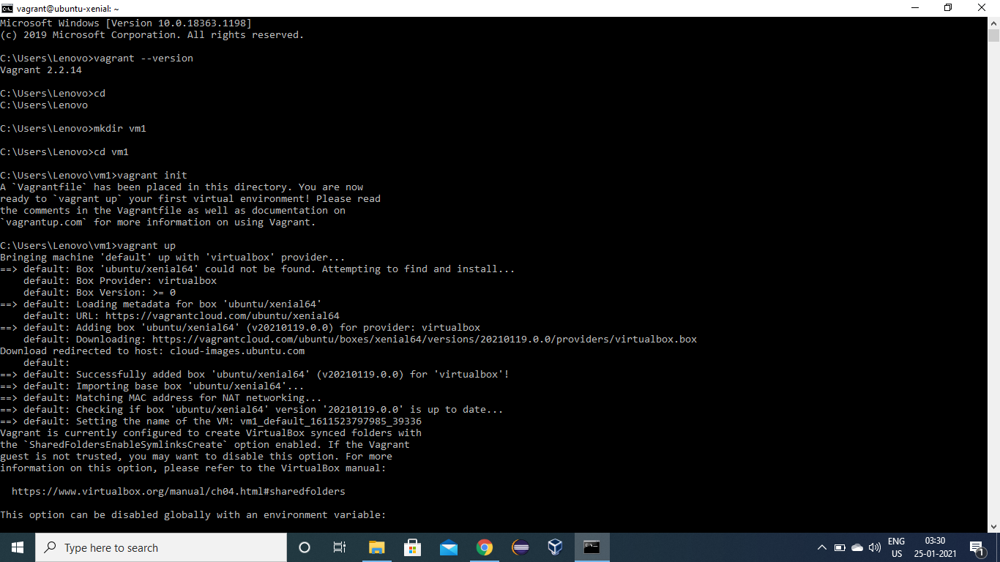 vagrant@ubuntu-xenial: ~
Microsoft Windows [Version 10.0.18363.1198]
(c) 2019 Microsoft Corporation. All rights reserved.
C:\Users\Lenovo>vagrant --version
Vagrant 2.2.14
C:\Users\Lenovo>cd
C:\Users\Lenovo
C:\Users\Lenovo>mkdir vm1
C:\Users\Lenovo>cd vm1
C:\Users\Lenovo\vm1>vagrant init
A `Vagrantfile` has been placed in this directory. You are now
ready to `vagrant up` your first virtual environment! Please read
the comments in the Vagrantfile as well as documentation on
`vagrantup.com` for more information on using Vagrant.
C:\Users\Lenovo\vm1>vagrant up
Bringing machine 'default' up with 'virtualbox' provider...
==> default: Box 'ubuntu/xenial64' could not be found. Attempting to find and install...
    default: Box Provider: virtualbox
    default: Box Version: >= 0
==> default: Loading metadata for box 'ubuntu/xenial64'
    default: URL: https://vagrantcloud.com/ubuntu/xenial64
==> default: Adding box 'ubuntu/xenial64' (v20210119.0.0) for provider: virtualbox
    default: Downloading: https://vagrantcloud.com/ubuntu/boxes/xenial64/versions/20210119.0.0/providers/virtualbox.box
Download redirected to host: cloud-images.ubuntu.com
    default:
==> default: Successfully added box 'ubuntu/xenial64' (v20210119.0.0) for 'virtualbox'!
==> default: Importing base box 'ubuntu/xenial64'...
==> default: Matching MAC address for NAT networking...
==> default: Checking if box 'ubuntu/xenial64' version '20210119.0.0' is up to date...
==> default: Setting the name of the VM: vm1_default_1611523797985_39336
Vagrant is currently configured to create VirtualBox synced folders with
the `SharedFoldersEnableSymlinksCreate` option enabled. If the Vagrant
guest is not trusted, you may want to disable this option. For more
information on this option, please refer to the VirtualBox manual:
  https://www.virtualbox.org/manual/ch04.html#sharedfolders
This option can be disabled globally with an environment variable:
Type here to search
ENG
US
03:30
25-01-2021
1